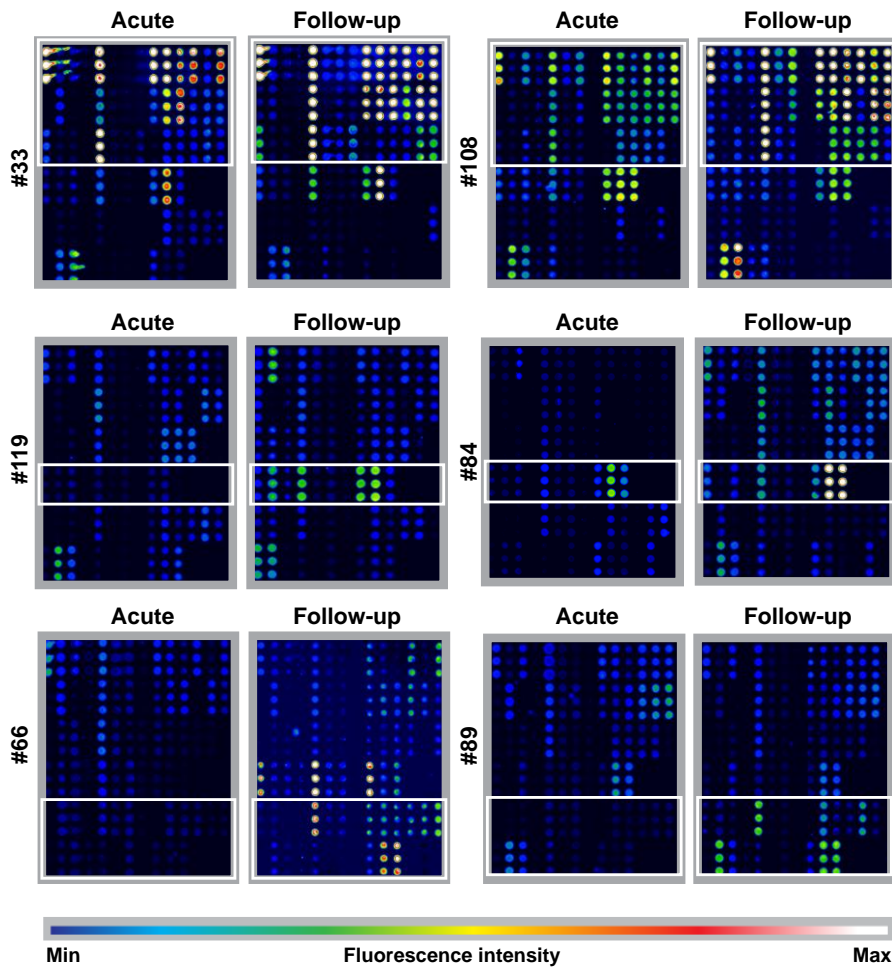 Acute Follow-up Acute Follow-up
#33 #108
Acute Follow-up Acute Follow-up
#119 #84
Acute Follow-up Acute Follow-up
#66 #89
Min Fluorescence intensity Max